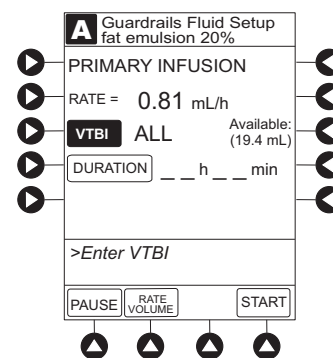 A Guardrails Fluid Setup
fat emulsion 20%
PRIMARY INFUSION
RATE = 0.81 mL/h
VTBI ALL Available:
(19.4 mL)
DURATION _ _ h _ _ min
>Enter VTBI
PAUSE RATE VOLUME START